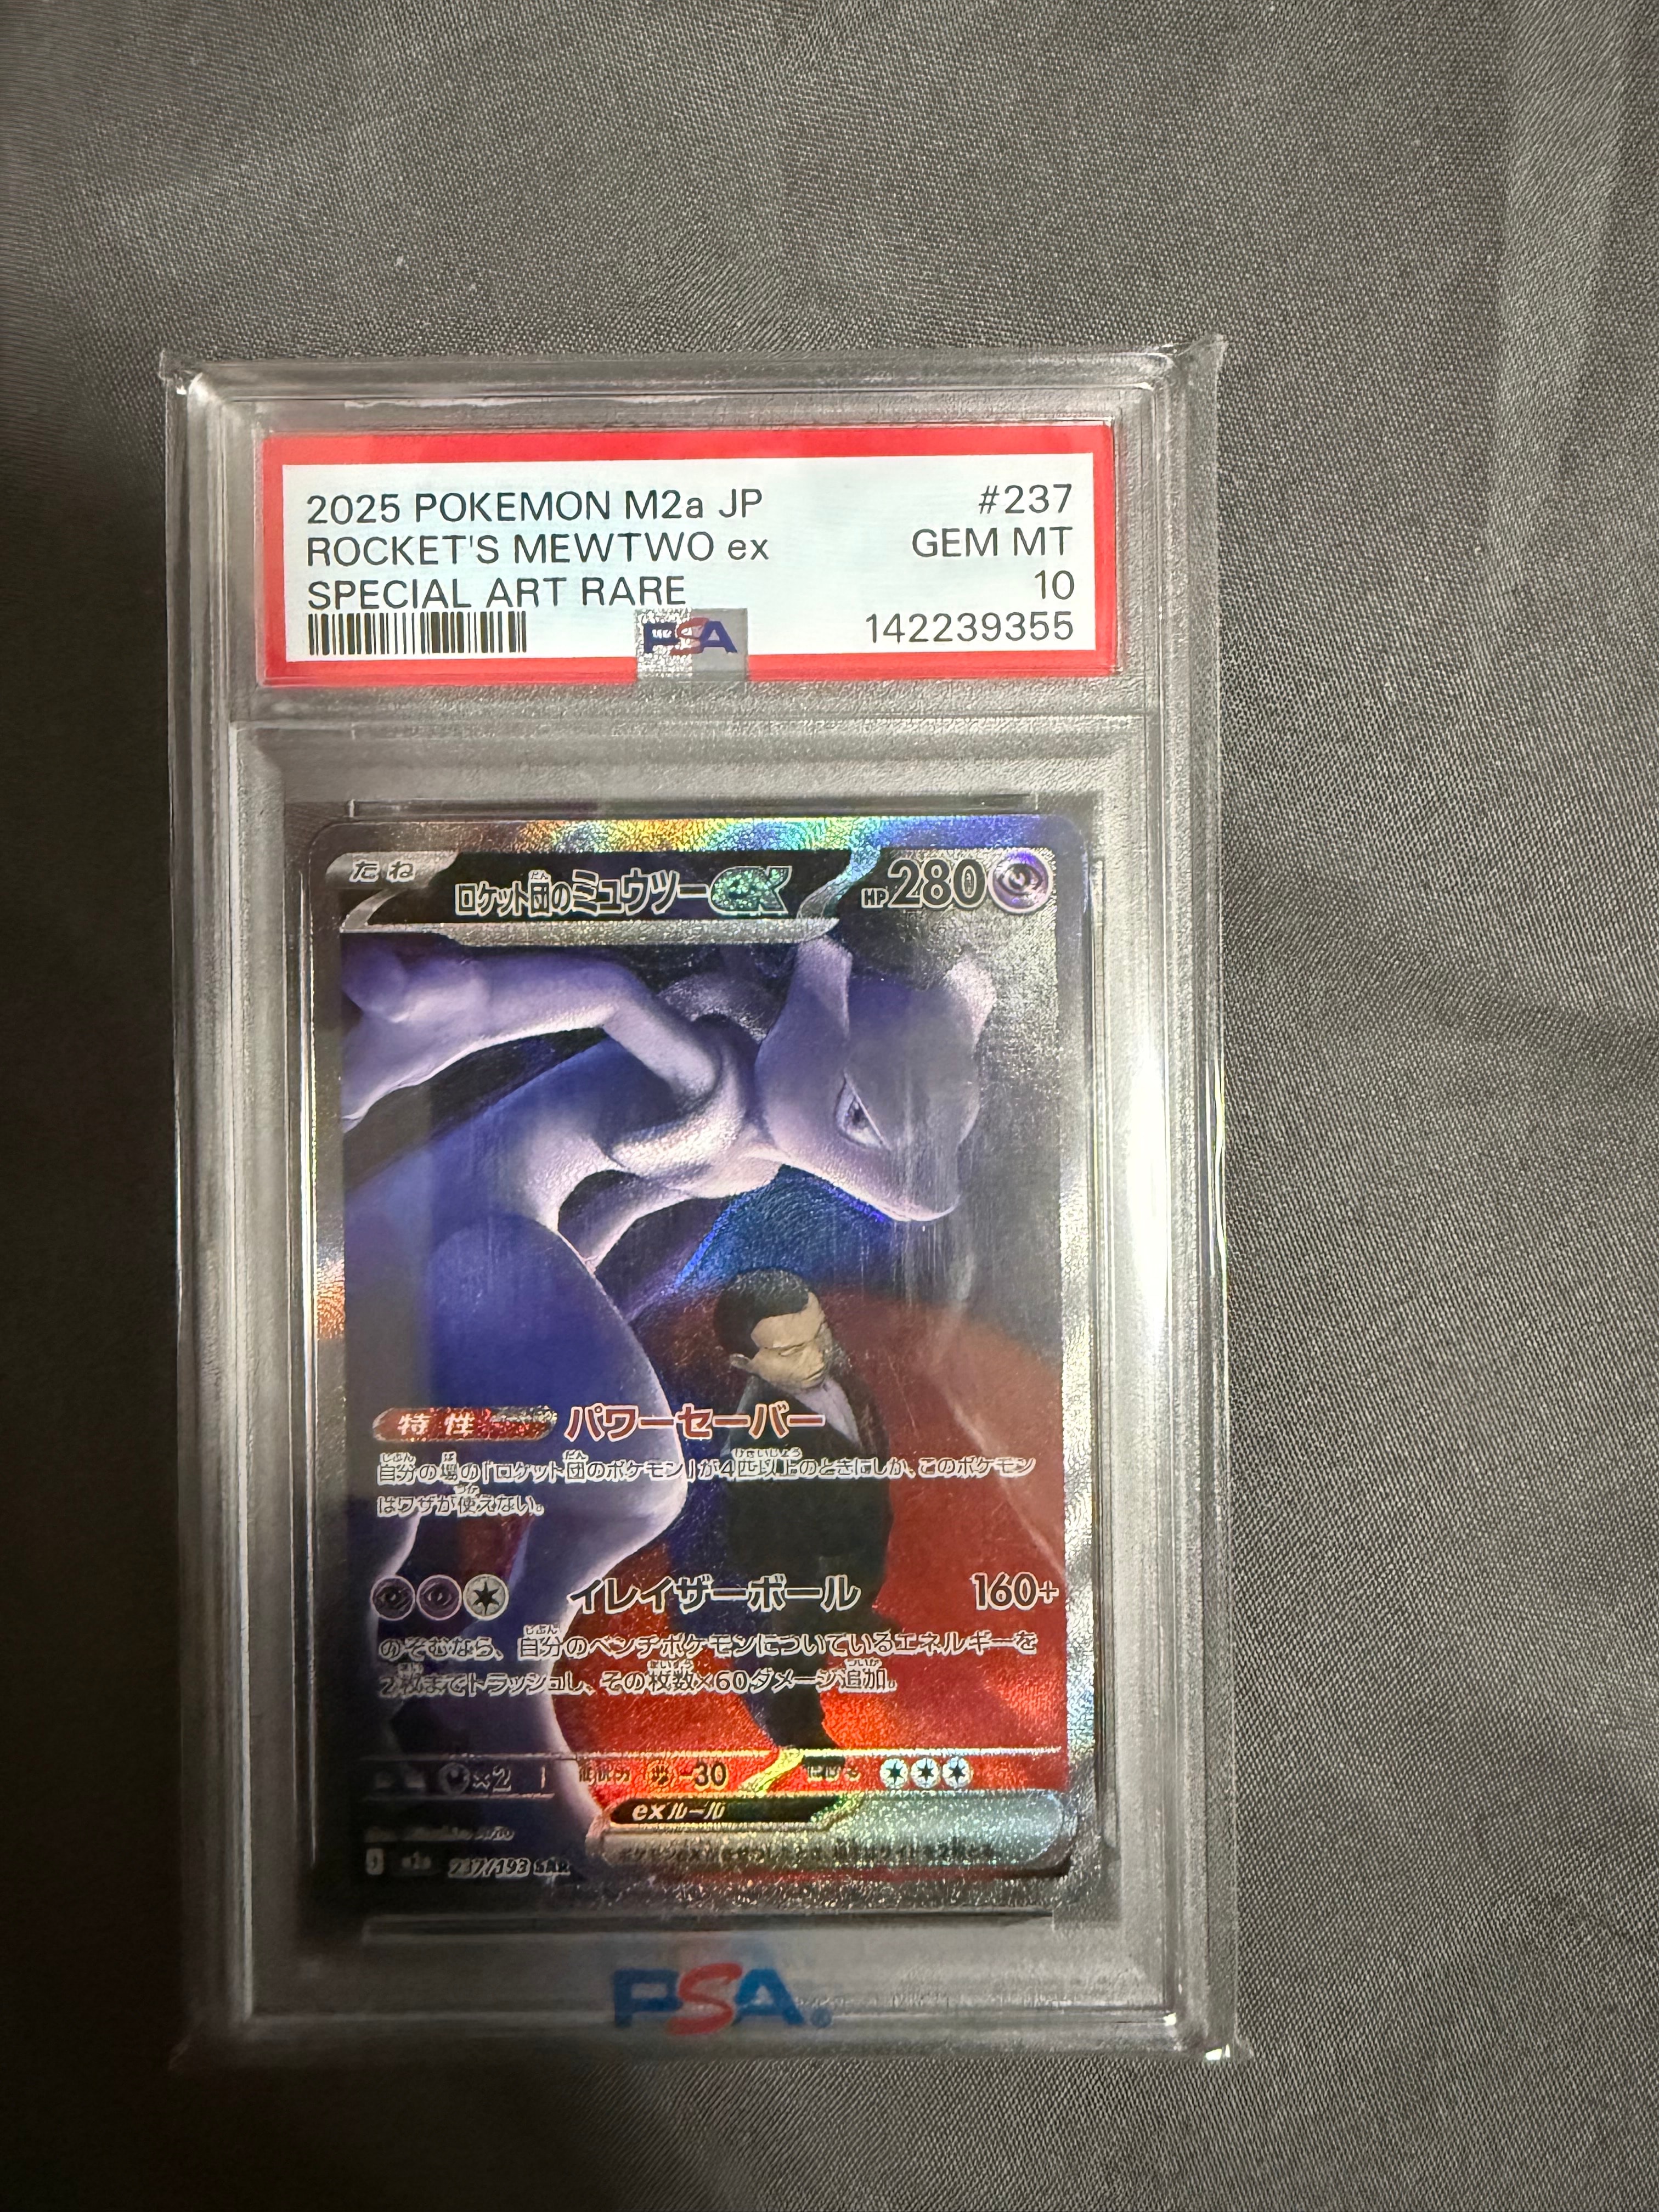 2025 POKEMON M2a JP #237
ROCKET'S MEWTWO ex GEM MT
SPECIAL ART RARE 10
PSA 142239355
たね ロケット団のミュウツーex HP280
特性 パワーセーバー
自分の場の「ロケット団のポケモン」が4匹以上のときにしか、このポケモン
はワザが使えない。
イレイザーボール 160+
のぞむなら、自分のベンチポケモンについているエネルギーを
2枚までトラッシュし、その枚数×60ダメージ追加。
×2 抵抗力 -30
exルール
237/193 SAR
PSA